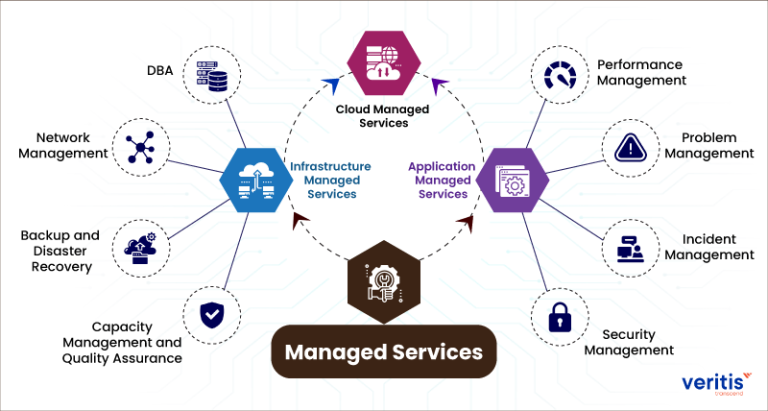 DBA
Network
Management
Backup and
Disaster
Recovery
Capacity
Management and
Quality Assurance
Infrastructure
Managed
Services
Cloud Managed
Services
Application
Managed
Services
Performance
Management
Problem
Management
Incident
Management
Security
Management
Managed Services
veritis
transcend